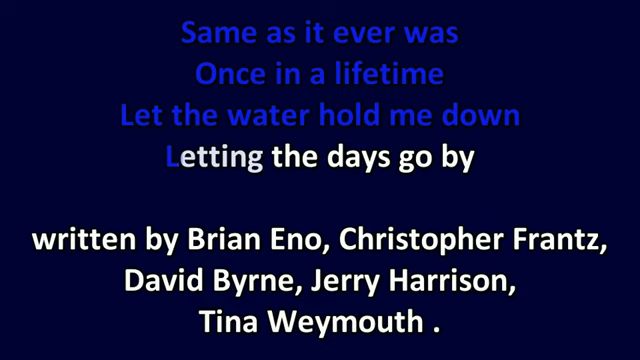 Same as it ever was
Once in a lifetime
Let the water hold me down
Letting the days go by
written by Brian Eno, Christopher Frantz,
David Byrne, Jerry Harrison,
Tina Weymouth .